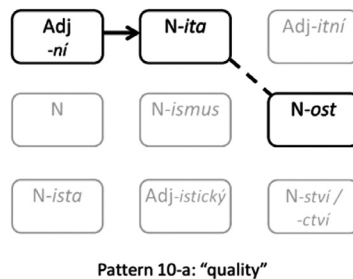 Adj
-ní
N-ita
Adj-itní
N
N-ismus
N-ost
N-ista
Adj-istický
N-ství /
-ctví
Pattern 10-a: “quality”